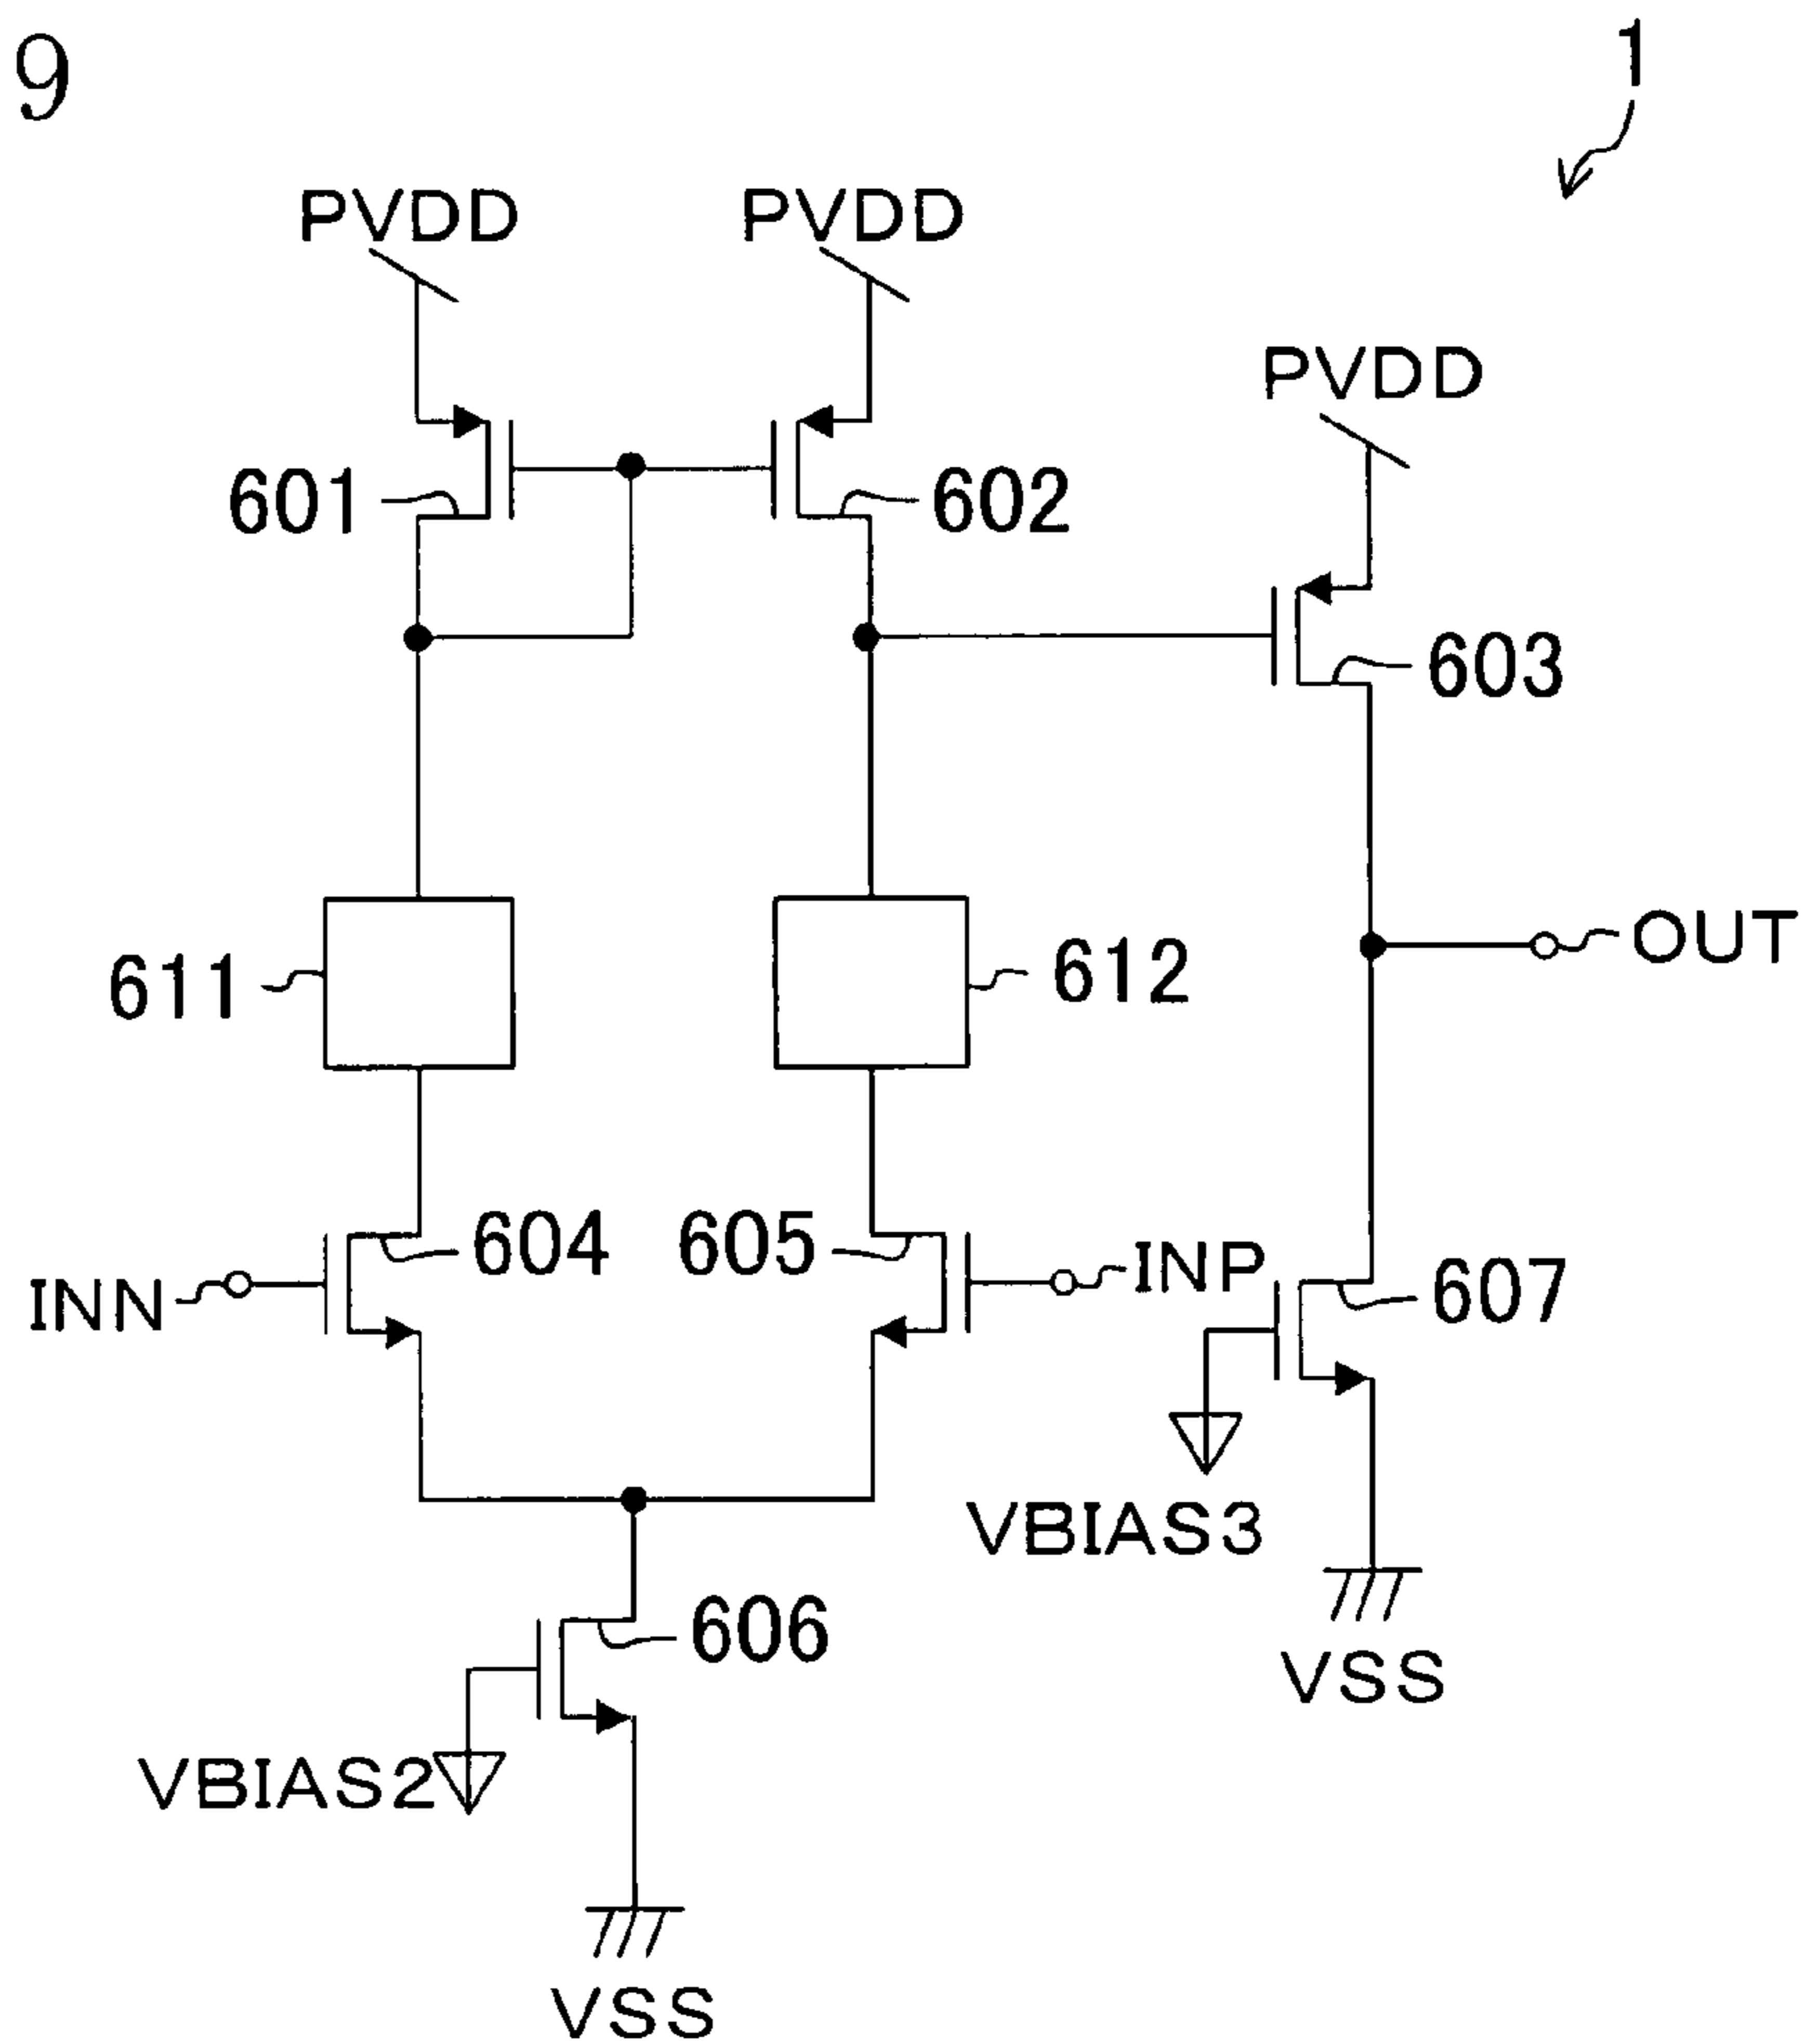 9
1
PVDD
PVDD
PVDD
601
602
603
611
612
OUT
604
605
INN
INP
607
VBIAS3
606
VSS
VBIAS2
VSS